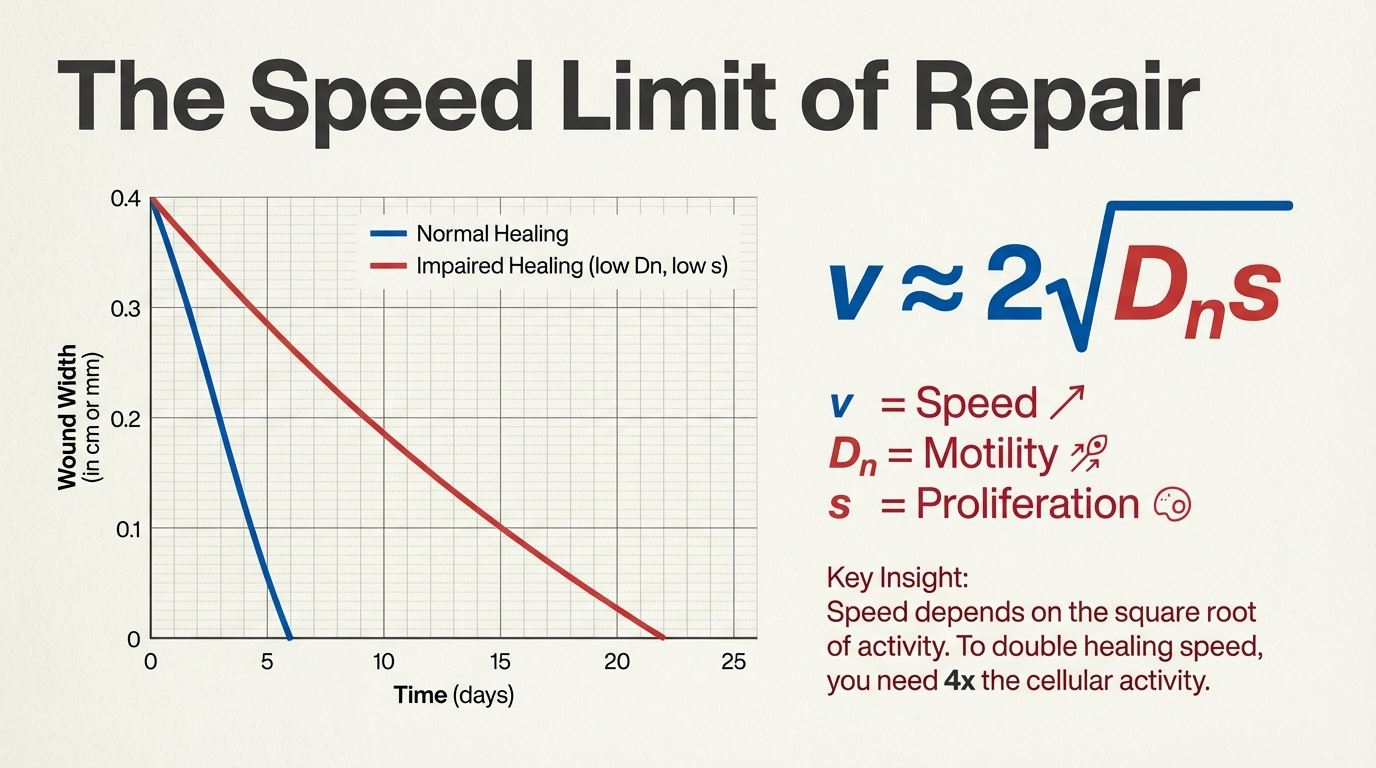 The Speed Limit of Repair
0.4
0.3
0.2
0.1
0
Wound Width
(in cm or mm)
Normal Healing
Impaired Healing (low Dn, low s)
0 5 10 15 20 25
Time (days)
v ≈ 2√Dₙs
v = Speed
Dₙ = Motility
s = Proliferation
Key Insight:
Speed depends on the square root
of activity. To double healing speed,
you need 4x the cellular activity.